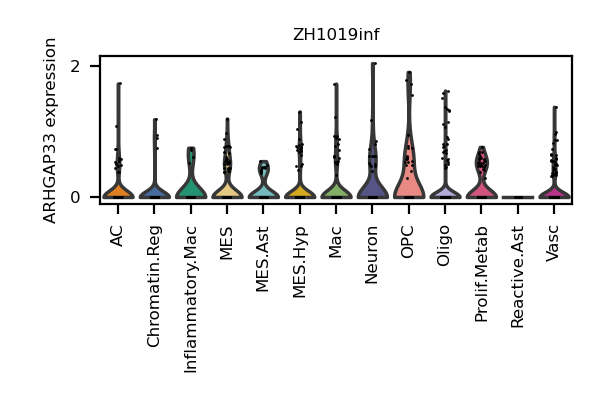 ZH1019inf
ARHGAP33 expression
2
0
AC
Chromatin.Reg
Inflammatory.Mac
MES
MES.Ast
MES.Hyp
Mac
Neuron
OPC
Oligo
Prolif.Metab
Reactive.Ast
Vasc